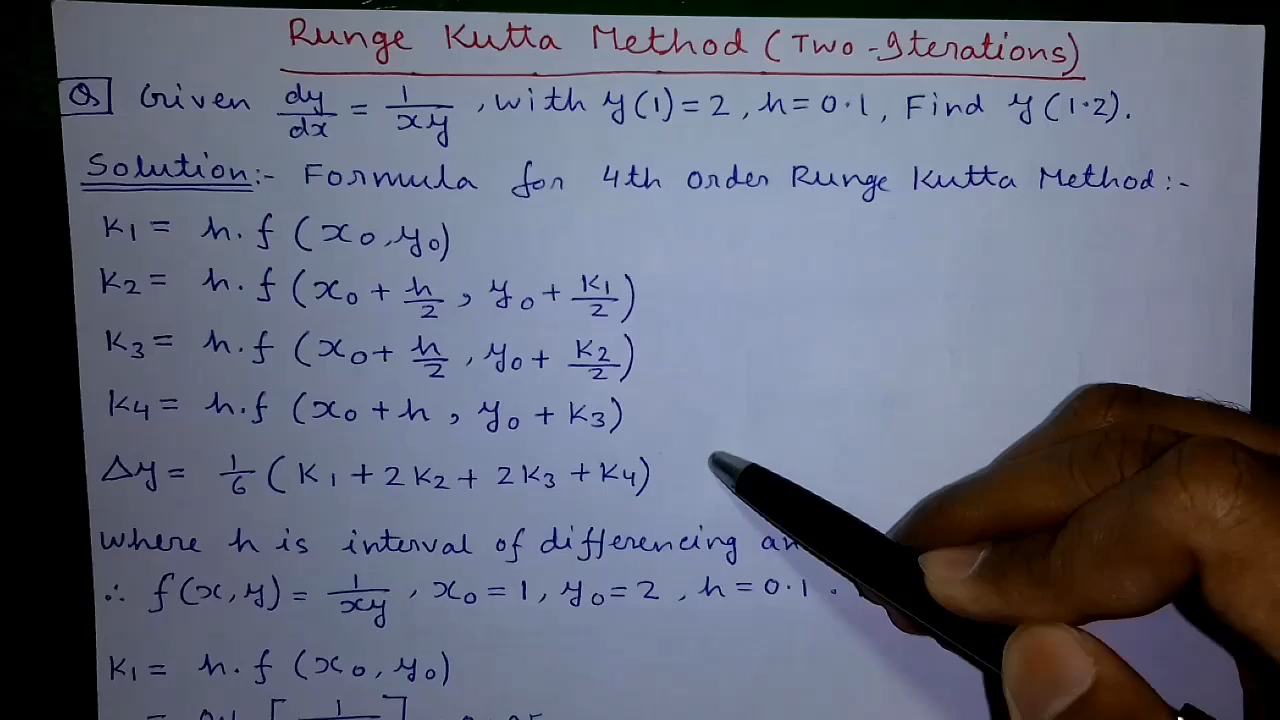 Runge Kutta Method (Two-Iterations)
Q. Given dy/dx = 1/xy, with y(1)=2, h=0.1, Find y(1.2).
Solution:- Formula for 4th order Runge Kutta Method:-
K1 = h.f (x0, y0)
K2 = h.f (x0 + h/2, y0 + K1/2)
K3 = h.f (x0 + h/2, y0 + K2/2)
K4 = h.f (x0 + h, y0 + K3)
Δy = 1/6 (K1 + 2K2 + 2K3 + K4)
where h is interval of differencing
∴ f(x,y) = 1/xy, x0 = 1, y0 = 2, h = 0.1.
K1 = h.f (x0, y0)